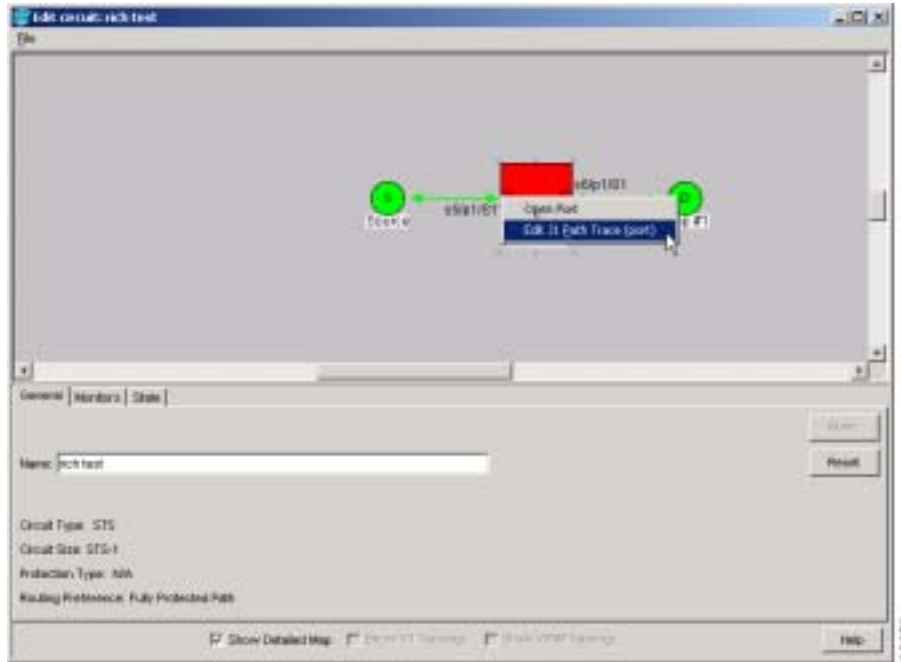 Edit circuit: rich test
File
s6/p1/S1
S
s5/p1/S1
Open Port
Edit J1 Path Trace (port)
General Monitors State
Name: rich test
Reset
Circuit Type: STS
Circuit Size: STS-1
Protection Type: N/A
Routing Preference: Fully Protected Path
Show Detailed Map
Help